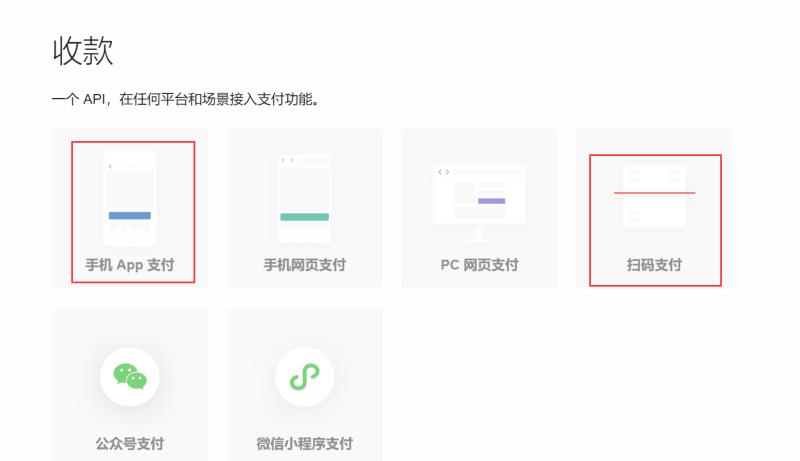 收款
一个 API，在任何平台和场景接入支付功能。
手机 App 支付
手机网页支付
PC 网页支付
扫码支付
公众号支付
微信小程序支付